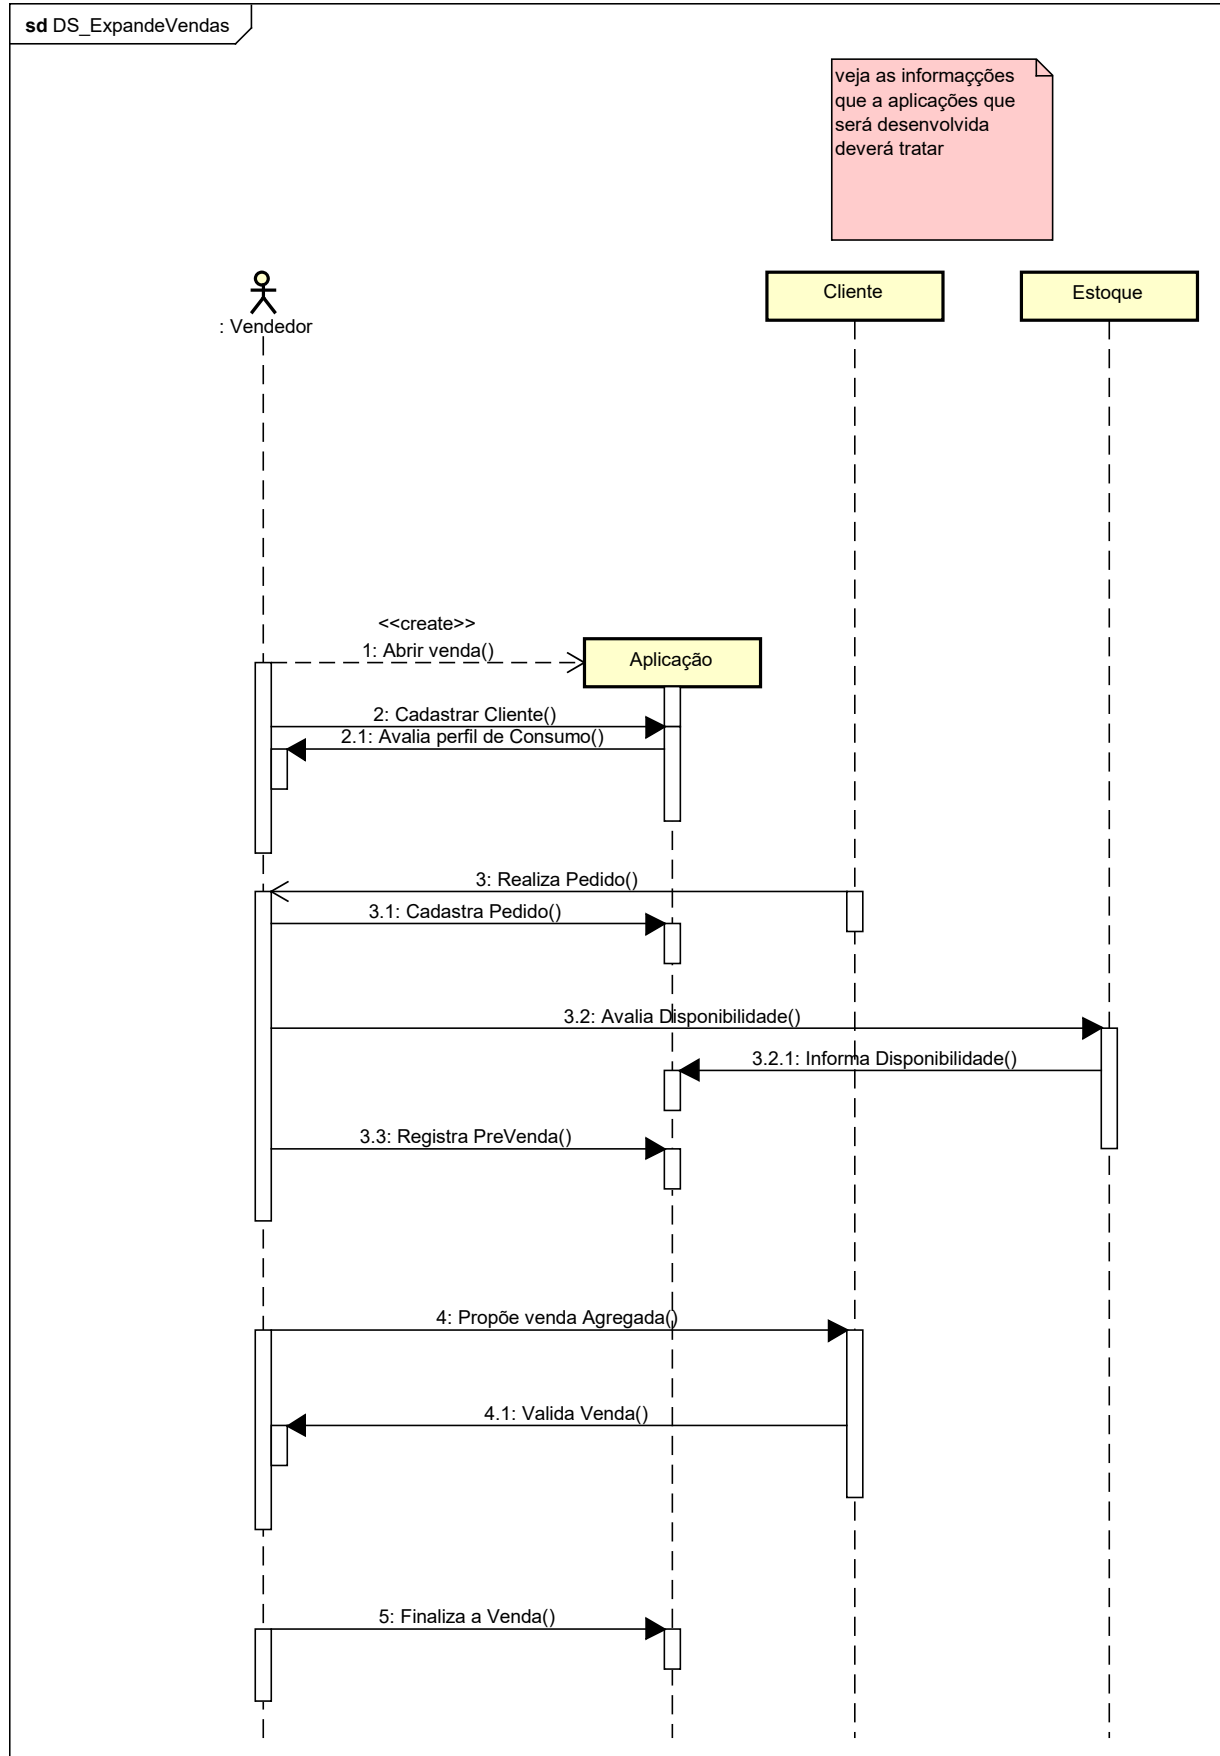 sd DS_ExpandeVendas
veja as informaçções
que a aplicações que
será desenvolvida
deverá tratar
: Vendedor
Cliente
Estoque
<<create>>
1: Abrir venda()
Aplicação
2: Cadastrar Cliente()
2.1: Avalia perfil de Consumo()
3: Realiza Pedido()
3.1: Cadastra Pedido()
3.2: Avalia Disponibilidade()
3.2.1: Informa Disponibilidade()
3.3: Registra PreVenda()
4: Propõe venda Agregada()
4.1: Valida Venda()
5: Finaliza a Venda()